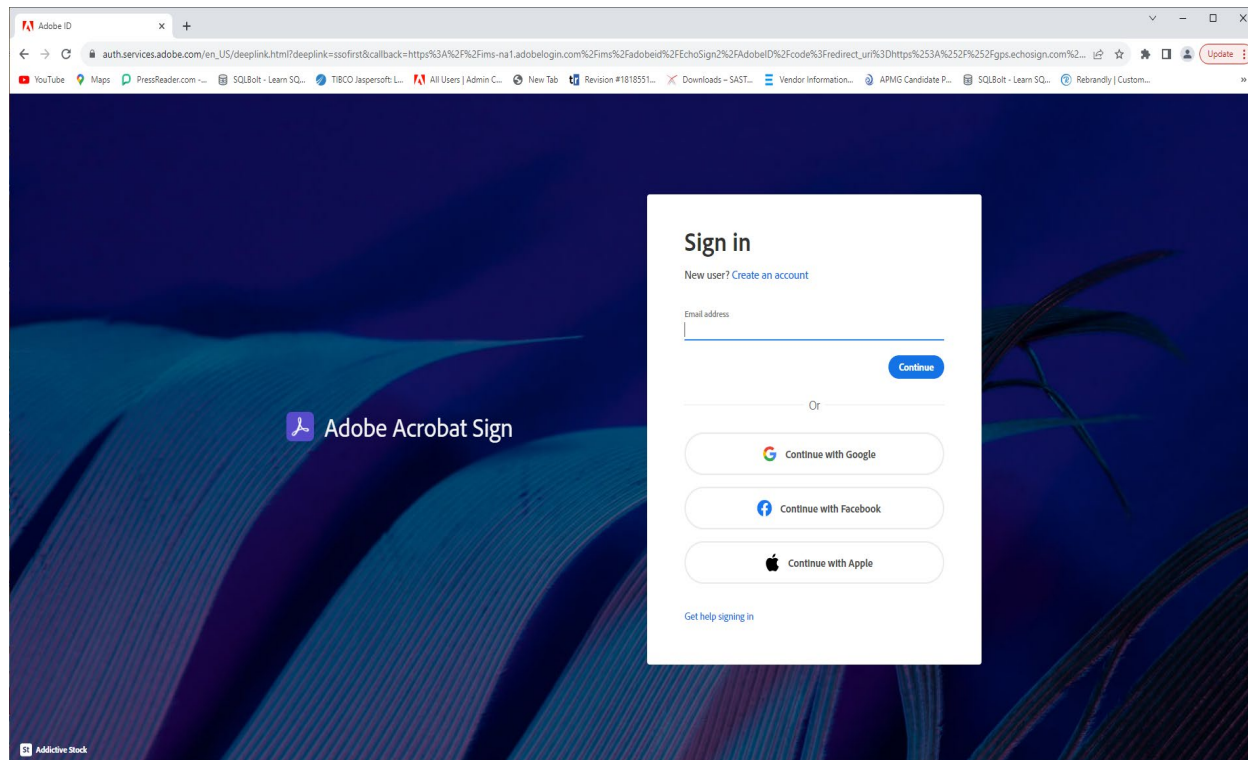 Adobe ID
auth.services.adobe.com/en_US/deeplink.html?deeplink=ssofirst&callback=https%3A%2F%2Fims-na1.adobelogin.com%2Fims%2Fadobeid%2FEchoSign2%2FAdobeID%2Fcode%3Fredirect_uri%3Dhttps%253A%252F%252Fgps.echosign.com%2...
Update
YouTube Maps PressReader.com -... SQLBolt - Learn SQ... TIBCO Jaspersoft: L... All Users | Admin C... New Tab Revision #1818551... Downloads – SAST... Vendor Information... APMG Candidate P... SQLBolt - Learn SQ... Rebrandly | Custom... »
Sign in
New user? Create an account
Email address
Continue
Or
Adobe Acrobat Sign
Continue with Google
Continue with Facebook
Continue with Apple
Get help signing in
St Addictive Stock